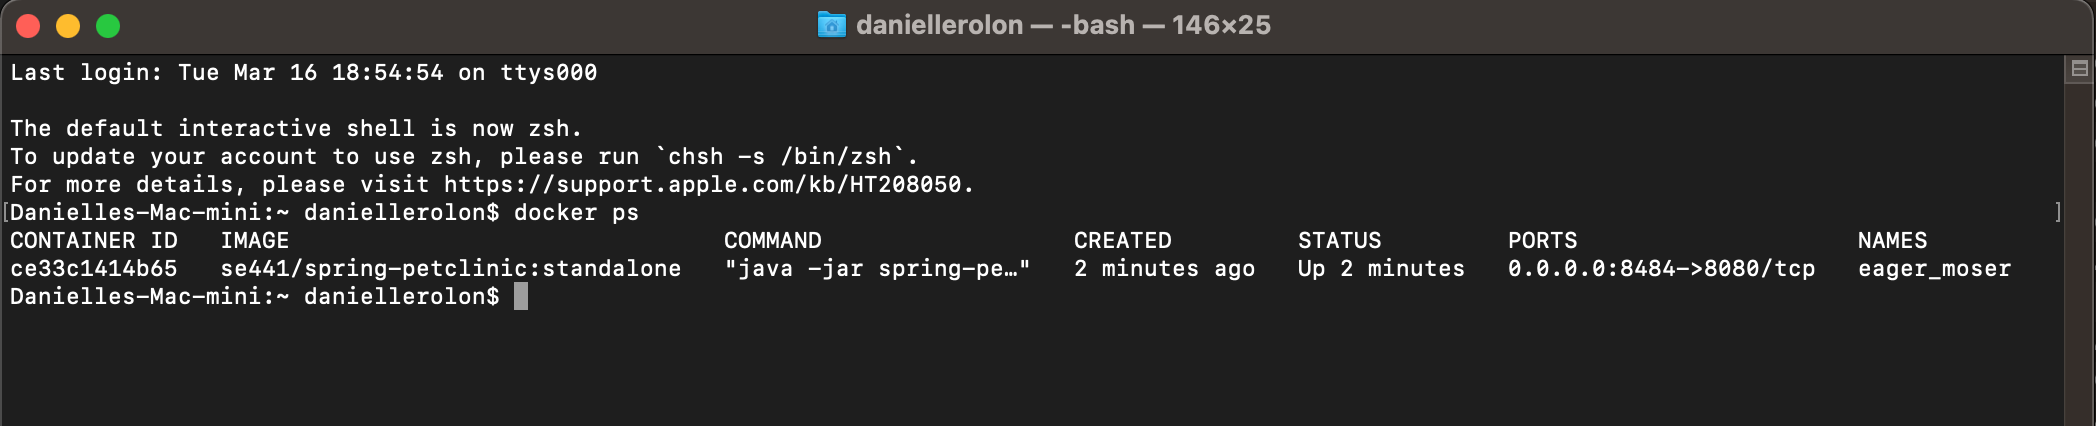 daniellerolon — -bash — 146×25
Last login: Tue Mar 16 18:54:54 on ttys000
The default interactive shell is now zsh.
To update your account to use zsh, please run `chsh -s /bin/zsh`.
For more details, please visit https://support.apple.com/kb/HT208050.
[Danielles-Mac-mini:~ daniellerolon$ docker ps ]
CONTAINER ID   IMAGE                               COMMAND                  CREATED         STATUS         PORTS                    NAMES
ce33c1414b65   se441/spring-petclinic:standalone   "java -jar spring-pe…"   2 minutes ago   Up 2 minutes   0.0.0.0:8484->8080/tcp   eager_moser
Danielles-Mac-mini:~ daniellerolon$